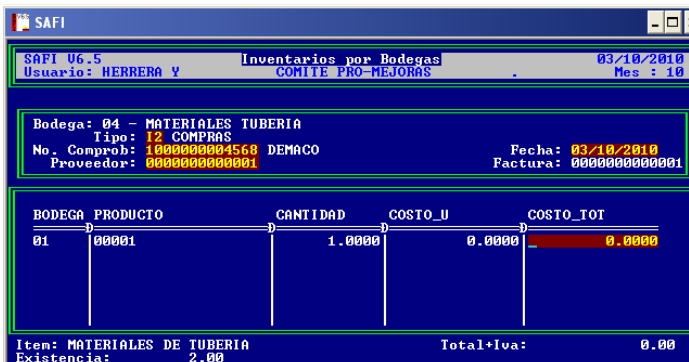 SAFI
SAFI V6.5 Inventarios por Bodegas 03/10/2010
Usuario: HERRERA Y COMITE PRO-MEJORAS . Mes : 10
Bodega: 04 - MATERIALES TUBERIA
Tipo: I2 COMPRAS
No. Comprob: 1000000004568 DEMACO Fecha: 03/10/2010
Proveedor: 0000000000001 Factura: 0000000000001
BODEGA PRODUCTO CANTIDAD COSTO_U COSTO_TOT
01 00001 1.0000 0.0000 _ 0.0000
Item: MATERIALES DE TUBERIA Total+Iva: 0.00
Existencia: 2.00